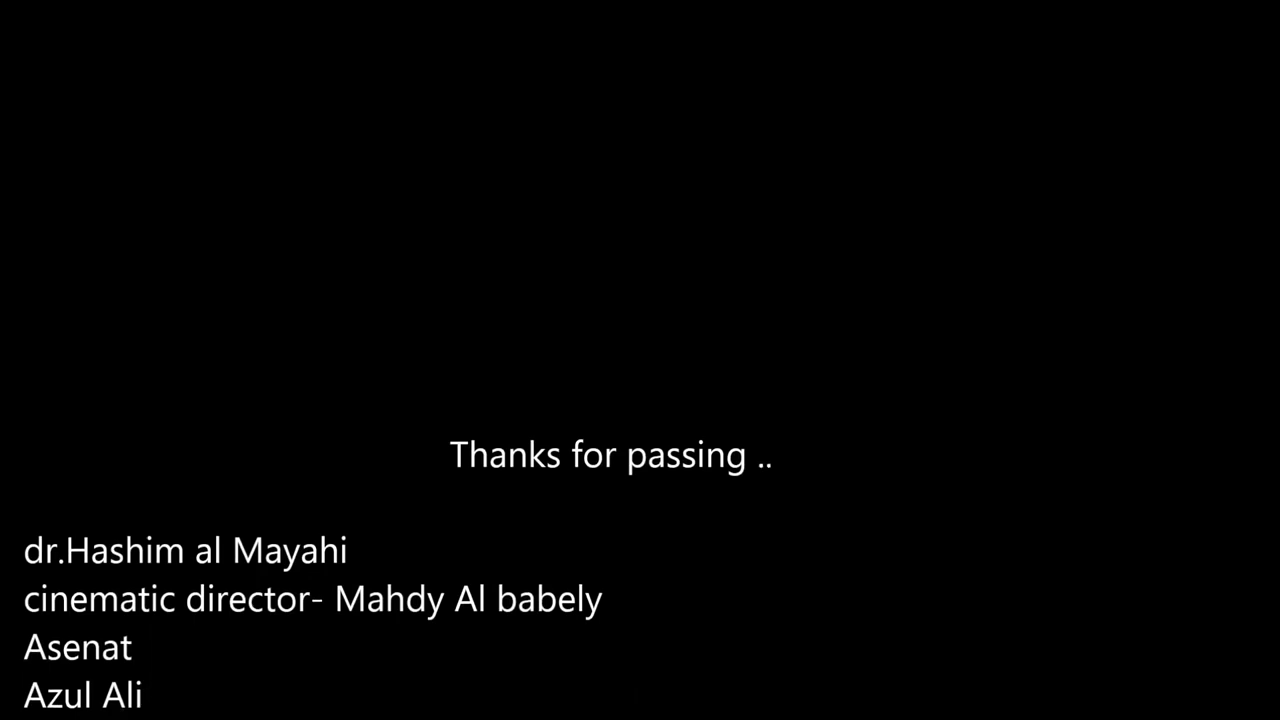 Thanks for passing ..
dr.Hashim al Mayahi
cinematic director- Mahdy Al babely
Asenat
Azul Ali